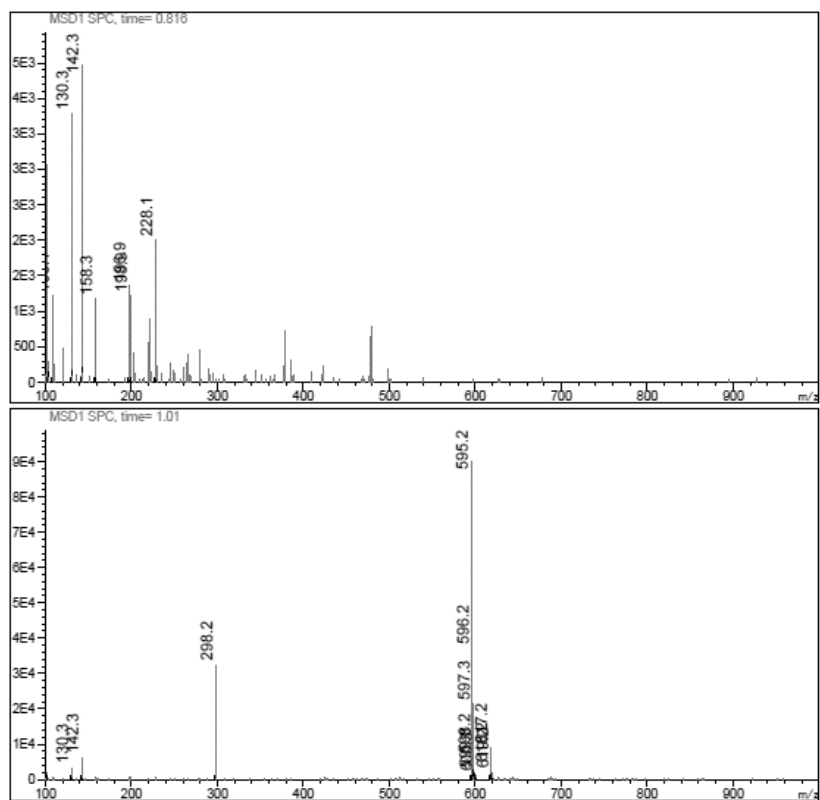 MSD1 SPC, time= 0.816
5E3
4E3
3E3
3E3
2E3
2E3
1E3
500
0
142.3
130.3
228.1
158.3
100 200 300 400 500 600 700 800 900 m/z
MSD1 SPC, time= 1.01
9E4
8E4
7E4
6E4
5E4
4E4
3E4
2E4
1E4
0
595.2
596.2
298.2
597.3
130.3
142.3
100 200 300 400 500 600 700 800 900 m/z